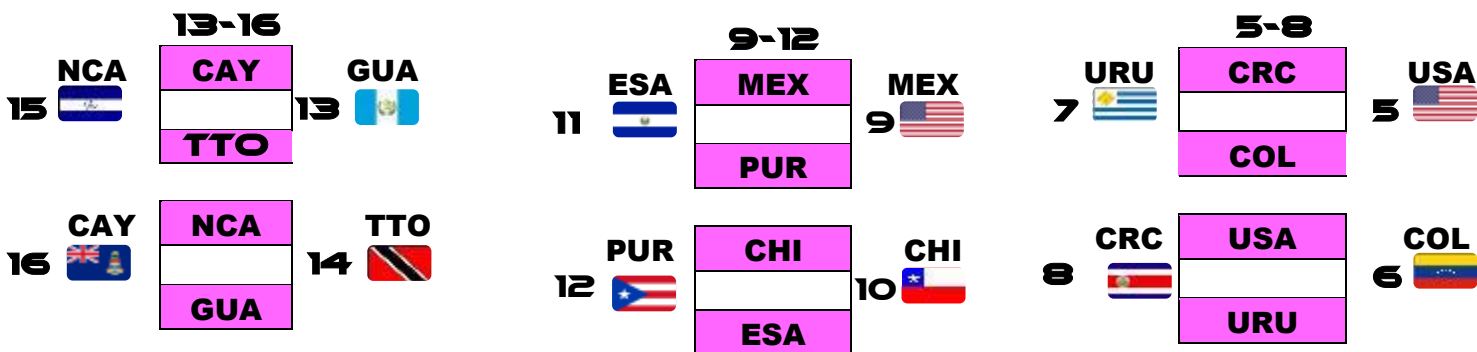 13-16
NCA CAY GUA
15 13
TTO
CAY NCA TTO
16 14
GUA
9-12
ESA MEX MEX
11 9
PUR
PUR CHI CHI
12 10
ESA
5-8
URU CRC USA
7 5
COL
CRC USA COL
8 6
URU